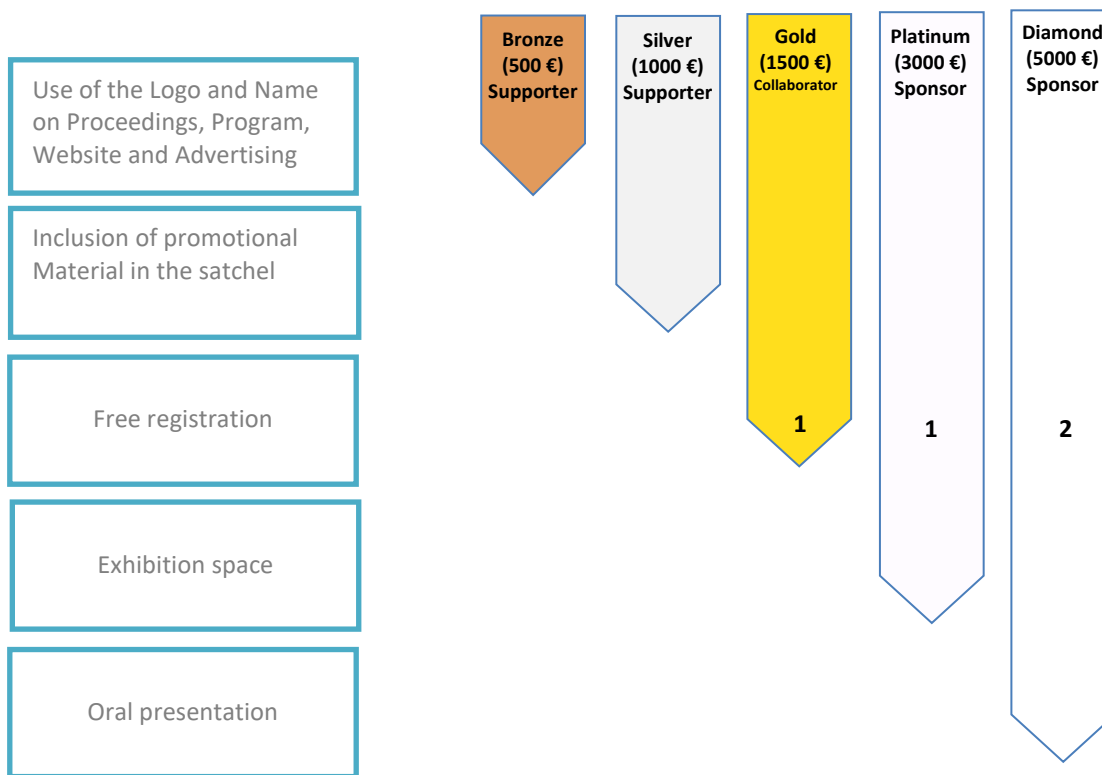 Bronze
(500 €)
Supporter
Silver
(1000 €)
Supporter
Gold
(1500 €)
Collaborator
Platinum
(3000 €)
Sponsor
Diamond
(5000 €)
Sponsor
Use of the Logo and Name
on Proceedings, Program,
Website and Advertising
Inclusion of promotional
Material in the satchel
Free registration
1
1
2
Exhibition space
Oral presentation